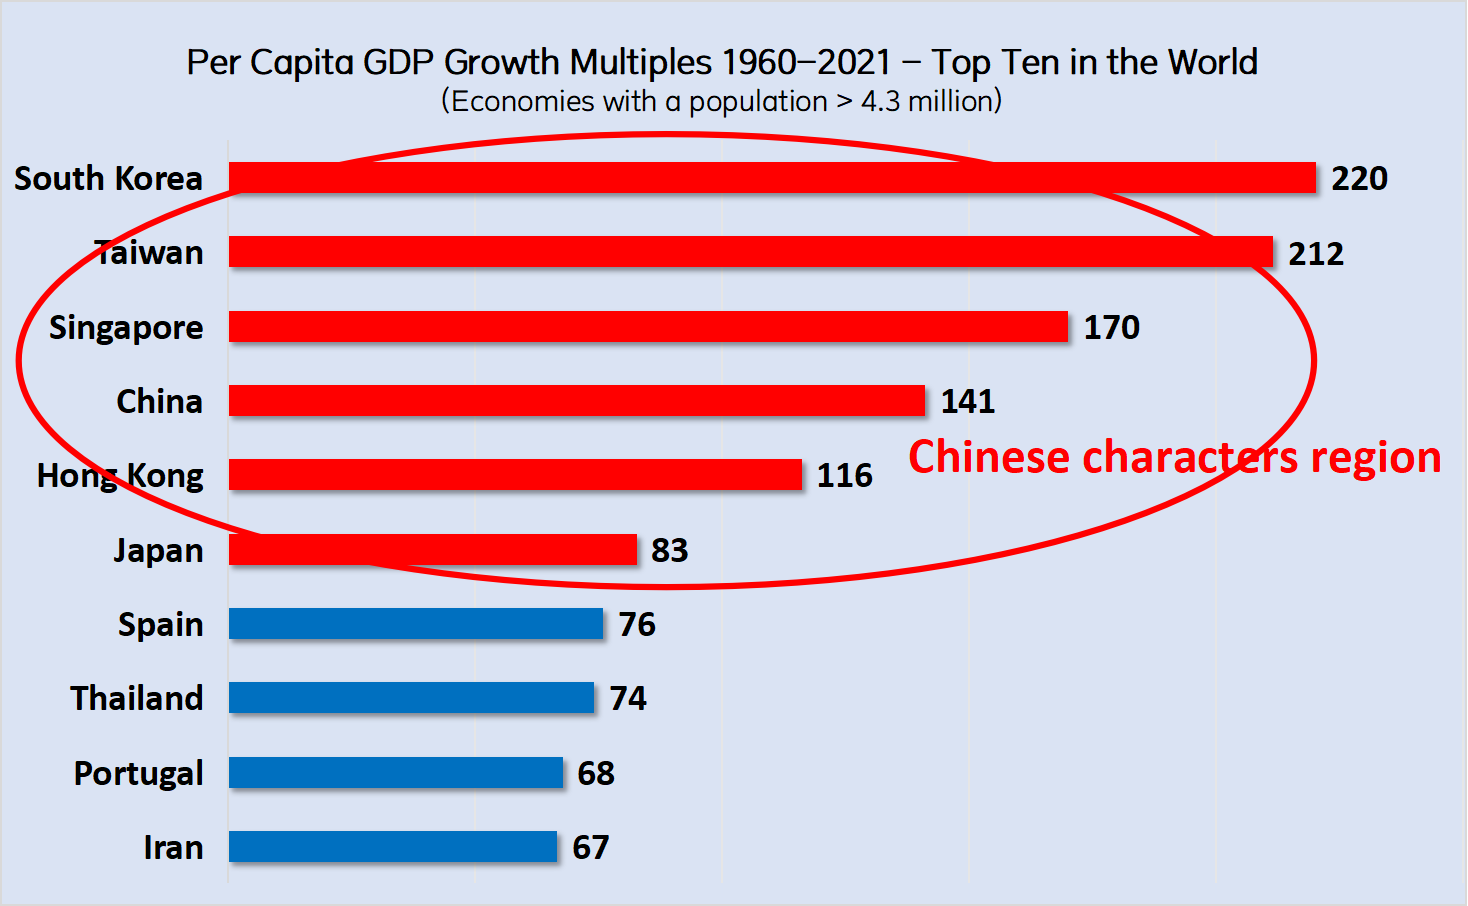 Per Capita GDP Growth Multiples 1960–2021 – Top Ten in the World
(Economies with a population > 4.3 million)
South Korea 220
Taiwan 212
Singapore 170
China 141
Chinese characters region
Hong Kong 116
Japan 83
Spain 76
Thailand 74
Portugal 68
Iran 67